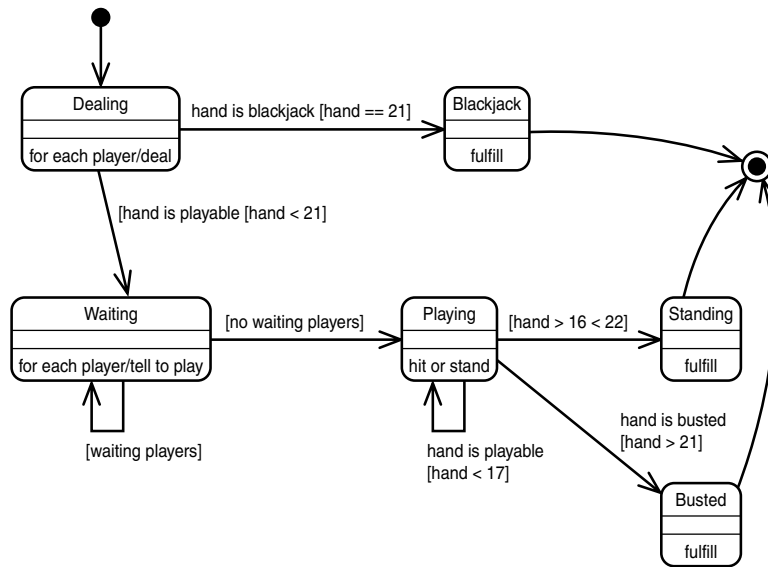 Dealing
for each player/deal
hand is blackjack [hand == 21]
Blackjack
fulfill
[hand is playable [hand < 21]
Waiting
for each player/tell to play
[waiting players]
[no waiting players]
Playing
hit or stand
hand is playable
[hand < 17]
[hand > 16 < 22]
Standing
fulfill
hand is busted
[hand > 21]
Busted
fulfill